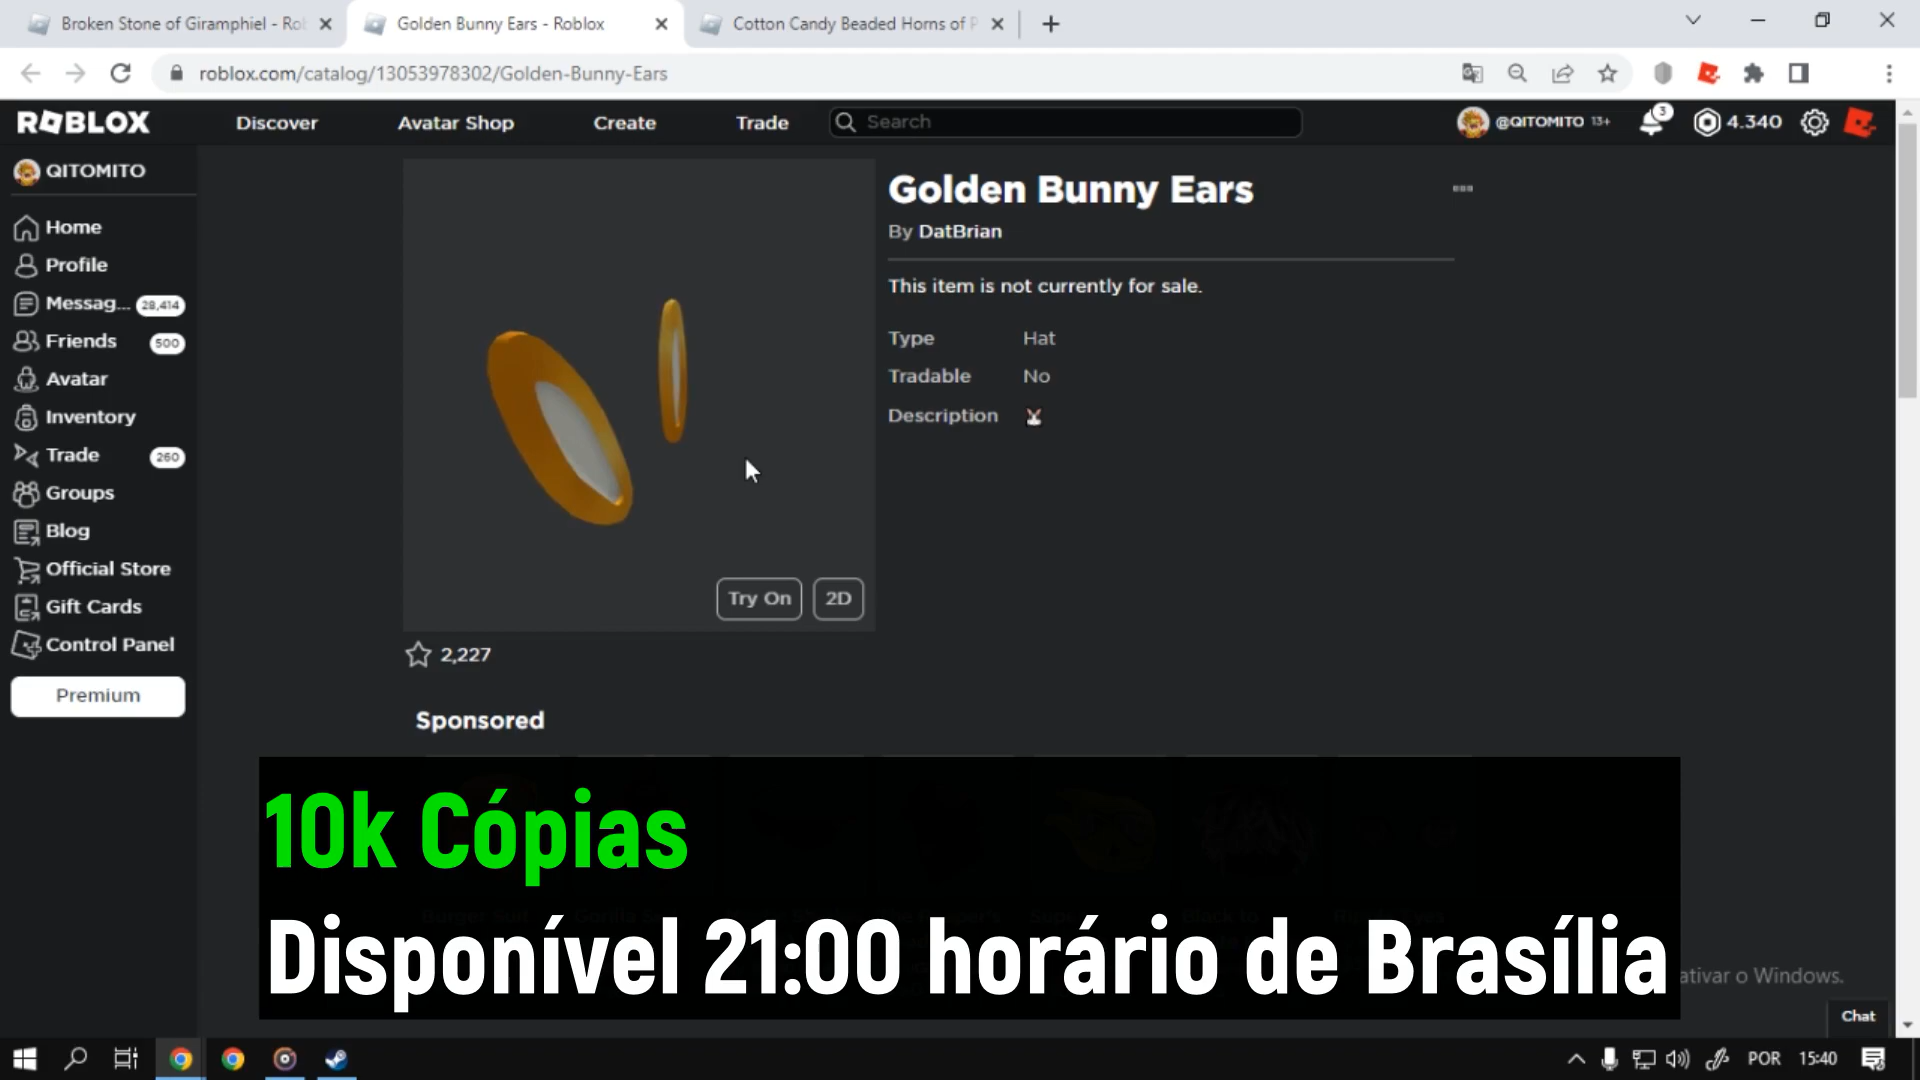 Broken Stone of Giramphiel - Ro
Golden Bunny Ears - Roblox
Cotton Candy Beaded Horns of P
roblox.com/catalog/13053978302/Golden-Bunny-Ears
ROBLOX
Discover
Avatar Shop
Create
Trade
Search
@QITOMITO 13+
3
4.340
QITOMITO
Home
Profile
Messag... 28,414
Friends 500
Avatar
Inventory
Trade 260
Groups
Blog
Official Store
Gift Cards
Control Panel
Premium
Golden Bunny Ears
By DatBrian
This item is not currently for sale.
Type Hat
Tradable No
Description
Try On
2D
2,227
Sponsored
10k Cópias
Disponível 21:00 horário de Brasília
ativar o Windows.
Chat
POR
15:40